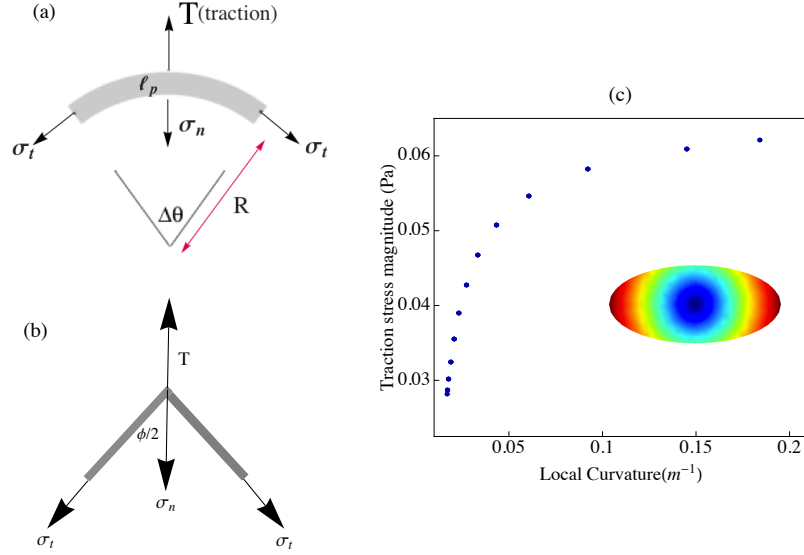 (a)
T(traction)
ℓp
σn
σt
σt
Δθ
R
(b)
T
ϕ/2
σn
σt
σt
(c)
Traction stress magnitude (Pa)
0.06
0.05
0.04
0.03
0.05
0.1
0.15
0.2
Local Curvature(m⁻¹)